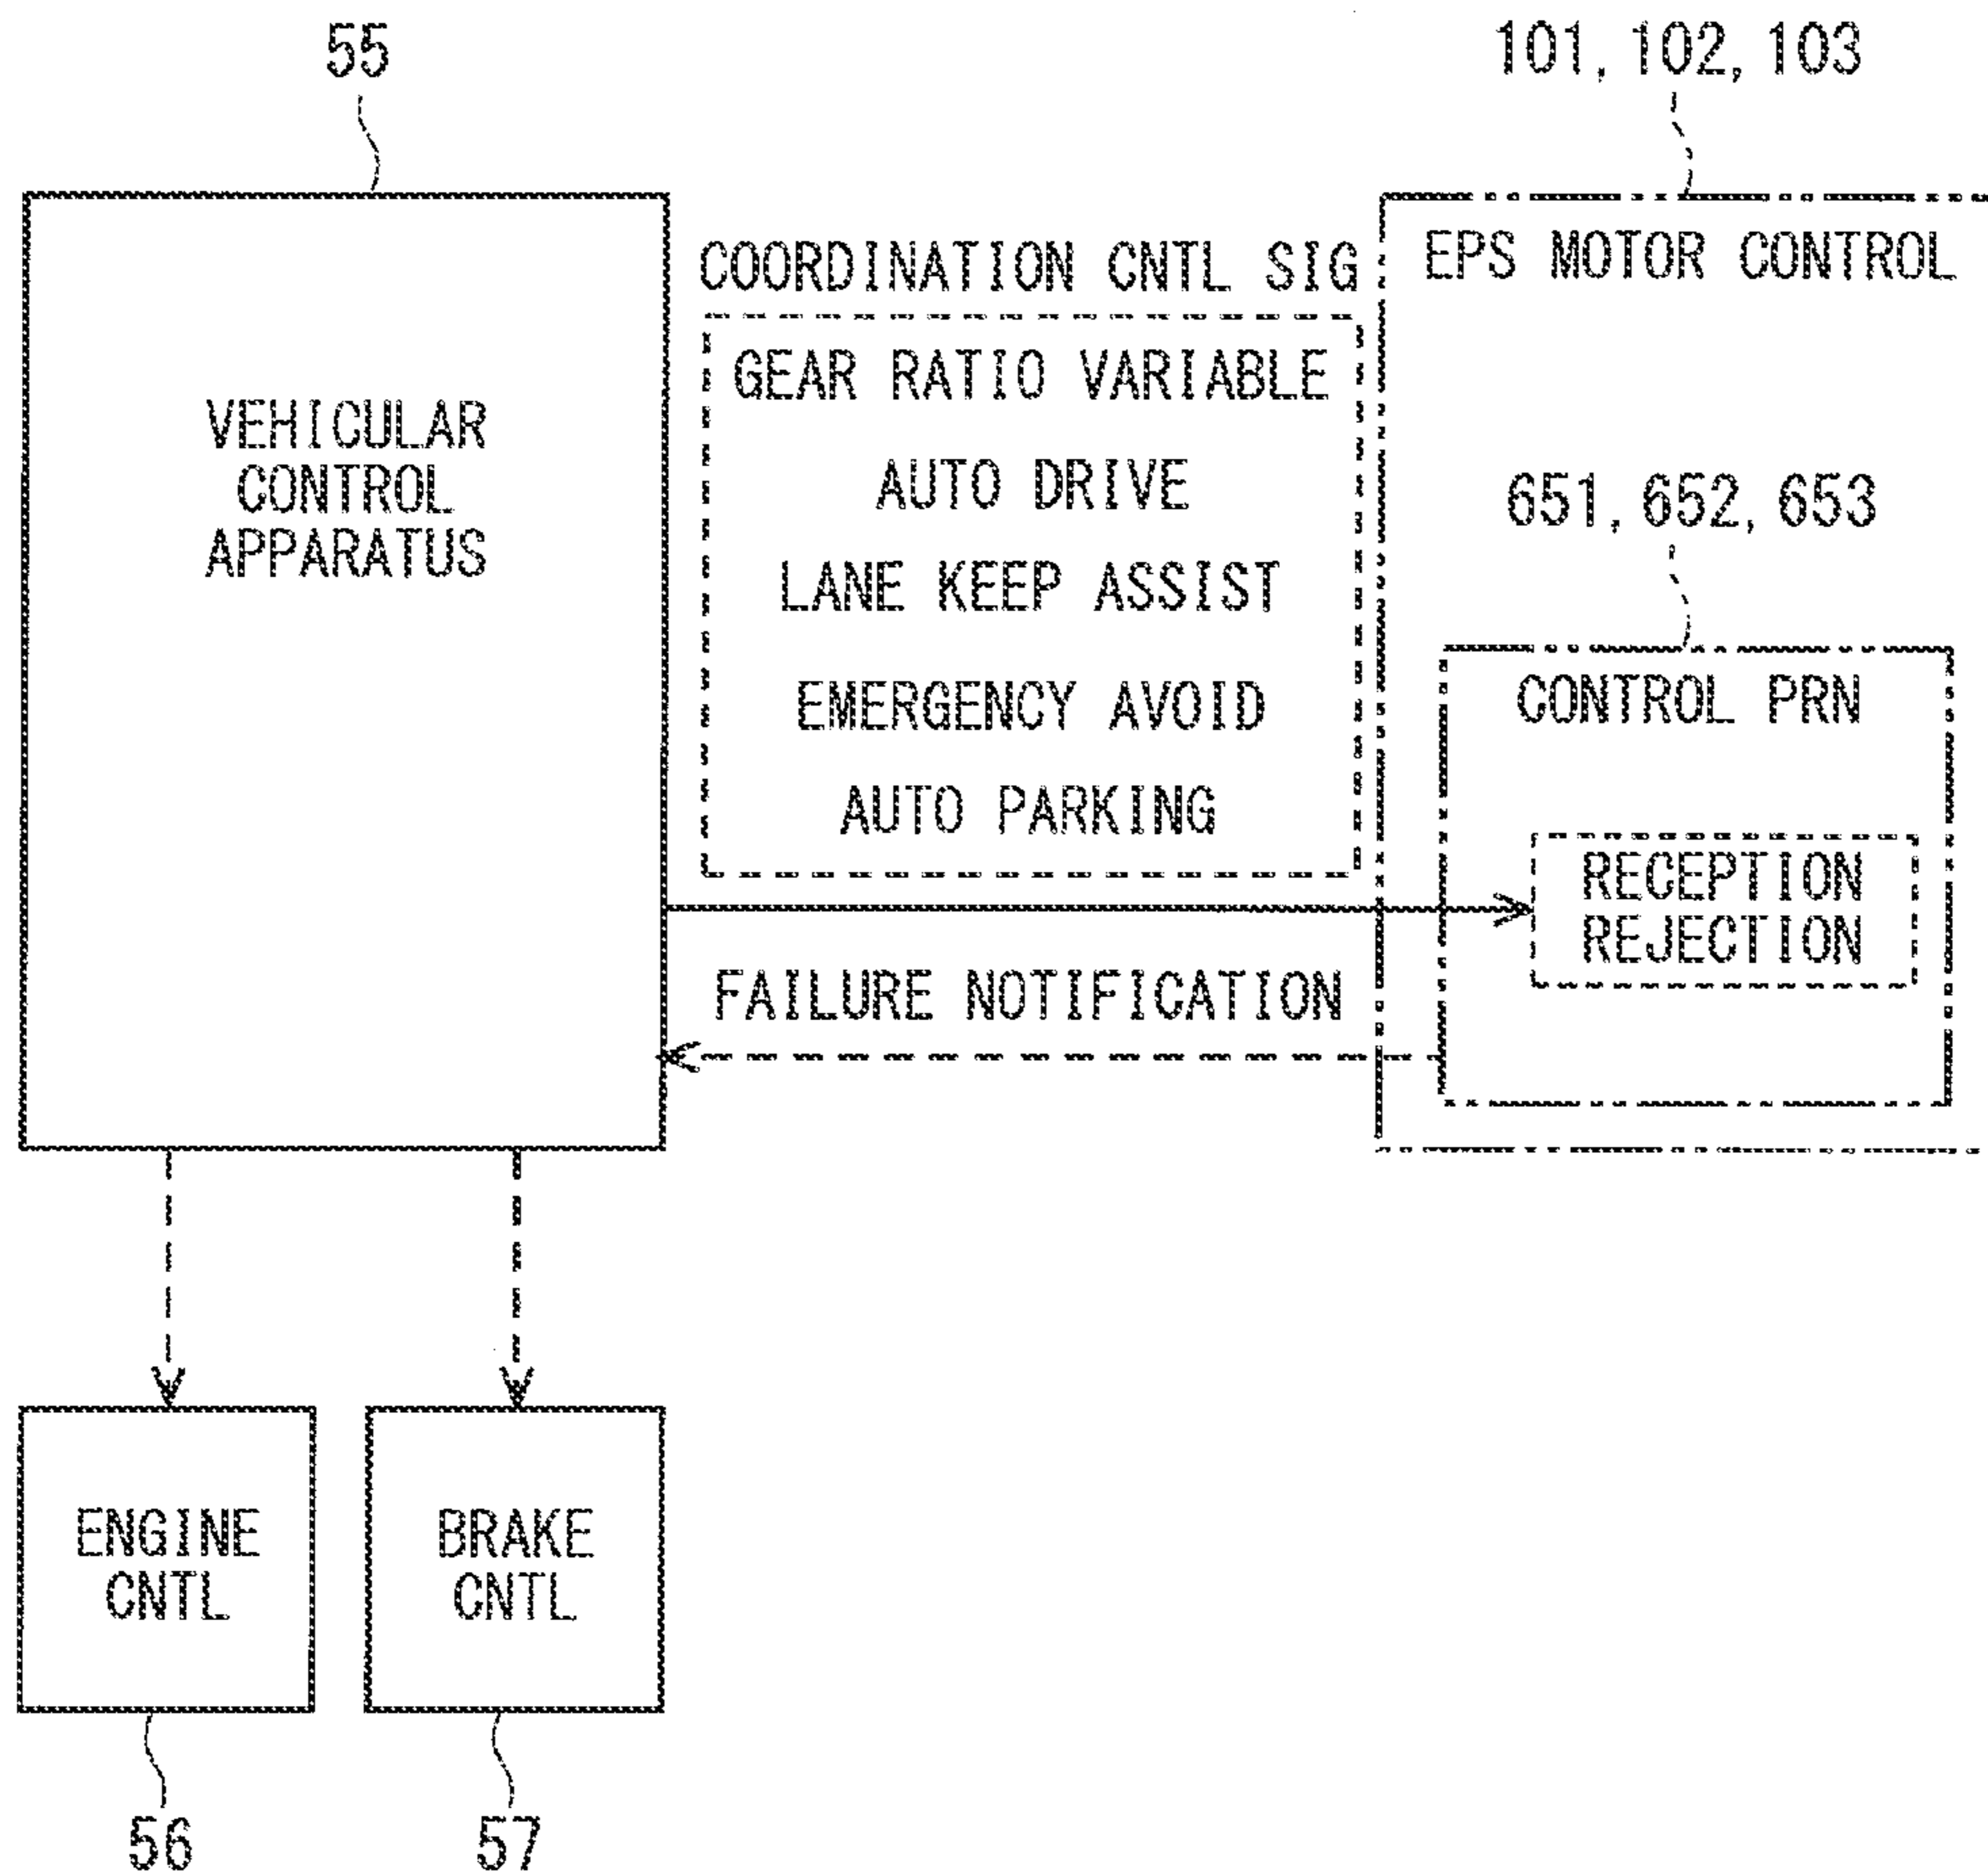 55
101, 102, 103
VEHICULAR
CONTROL
APPARATUS
COORDINATION CNTL SIG
GEAR RATIO VARIABLE
AUTO DRIVE
LANE KEEP ASSIST
EMERGENCY AVOID
AUTO PARKING
FAILURE NOTIFICATION
EPS MOTOR CONTROL
651, 652, 653
CONTROL PRN
RECEPTION
REJECTION
ENGINE
CNTL
BRAKE
CNTL
56
57